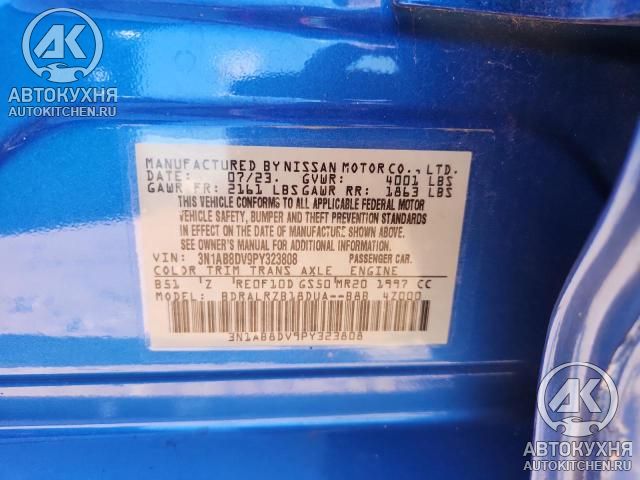 АК
АВТОКУХНЯ
AUTOKITCHEN.RU
MANUFACTURED BY NISSAN MOTOR CO., LTD.
DATE: 07/23. GVWR: 4001 LBS
GAWR FR: 2161 LBS GAWR RR: 1863 LBS
THIS VEHICLE CONFORMS TO ALL APPLICABLE FEDERAL MOTOR
VEHICLE SAFETY, BUMPER AND THEFT PREVENTION STANDARDS
IN EFFECT ON THE DATE OF MANUFACTURE SHOWN ABOVE.
SEE OWNER'S MANUAL FOR ADDITIONAL INFORMATION.
VIN: 3N1AB8DV9PY323808 PASSENGER CAR.
COLOR TRIM TRANS AXLE ENGINE
B51 Z RE0F10D GS50 MR20 1997 CC
MODEL: BDRALRZB18DUA--BBB 4Z000
3N1AB8DV9PY323808
АК
АВТОКУХНЯ
AUTOKITCHEN.RU